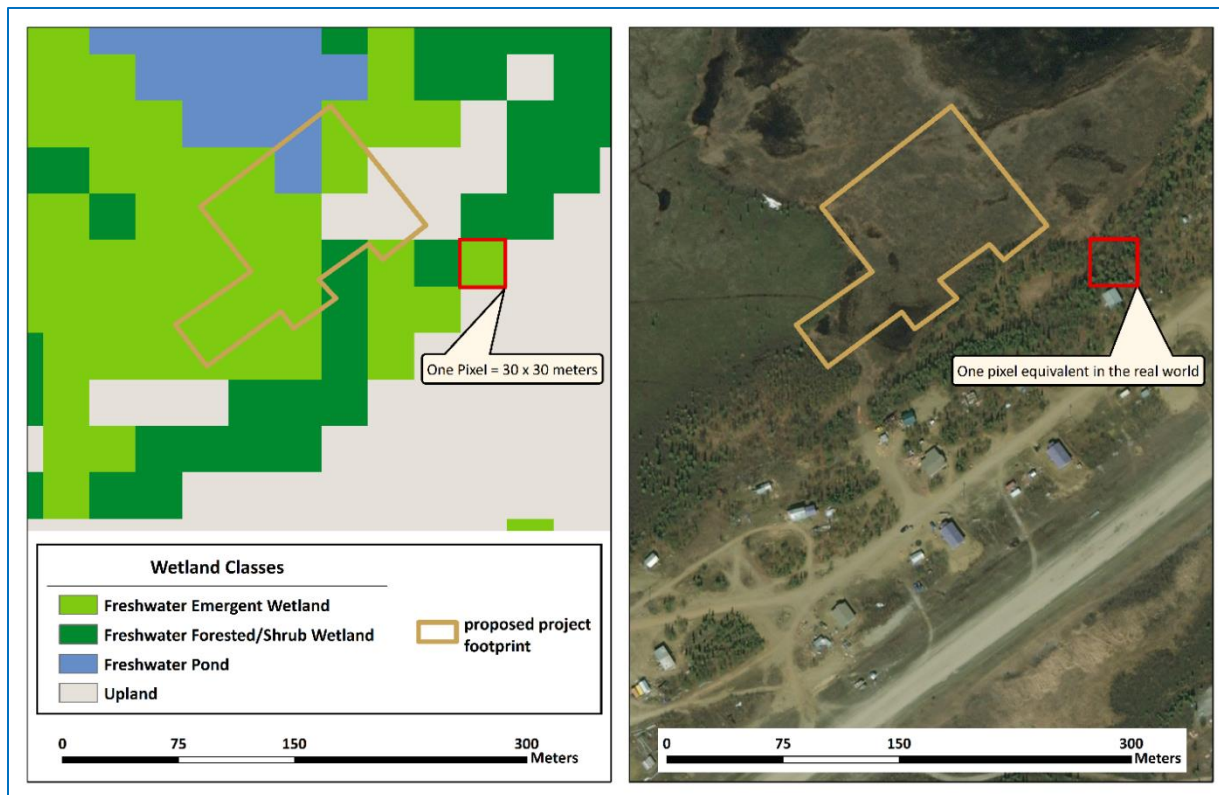 One Pixel = 30 x 30 meters
Wetland Classes
Freshwater Emergent Wetland
Freshwater Forested/Shrub Wetland
Freshwater Pond
Upland
proposed project
footprint
0 75 150 300
Meters
One pixel equivalent in the real world
0 75 150 300
Meters